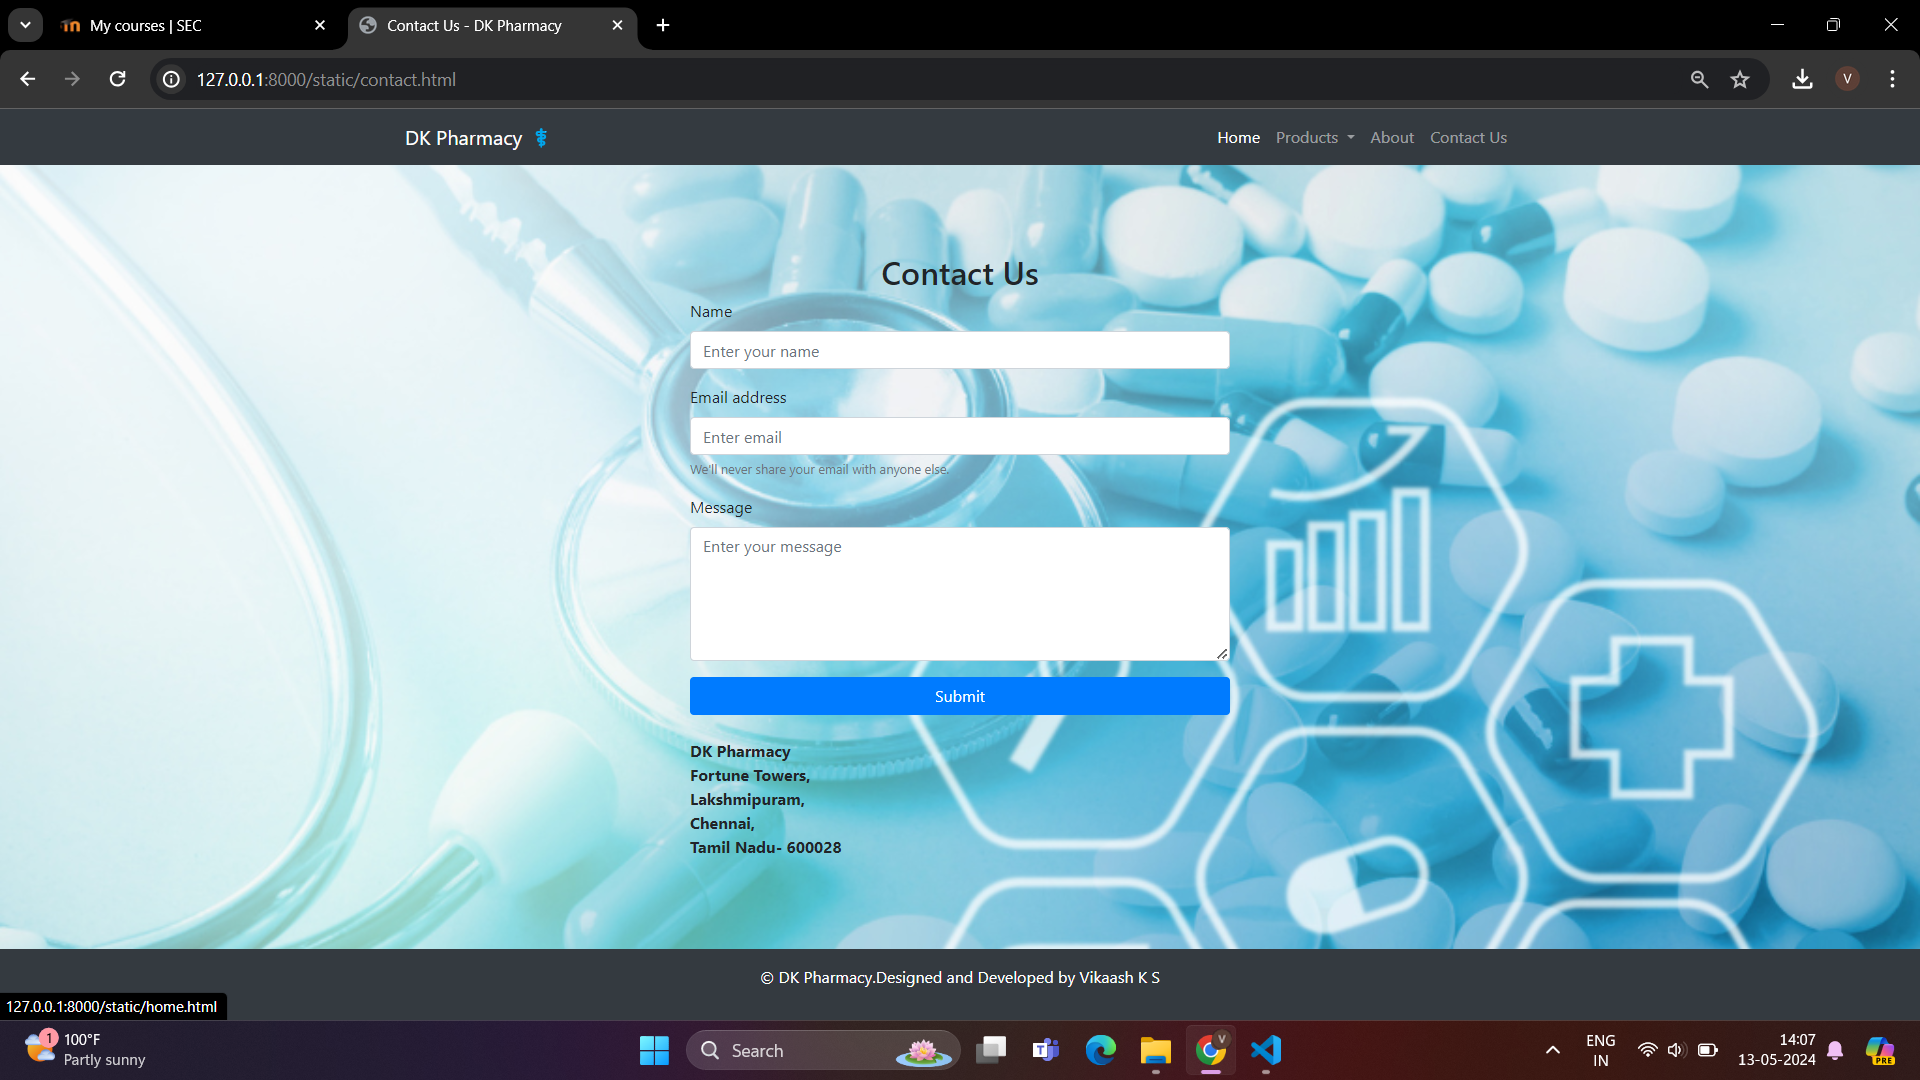 My courses | SEC
Contact Us - DK Pharmacy
127.0.0.1:8000/static/contact.html
V
DK Pharmacy
Home Products About Contact Us
Contact Us
Name
Enter your name
Email address
Enter email
We'll never share your email with anyone else.
Message
Enter your message
Submit
DK Pharmacy
Fortune Towers,
Lakshmipuram,
Chennai,
Tamil Nadu- 600028
© DK Pharmacy.Designed and Developed by Vikaash K S
127.0.0.1:8000/static/home.html
1
100°F
Partly sunny
Search
V
ENG
IN
14:07
13-05-2024
PRE